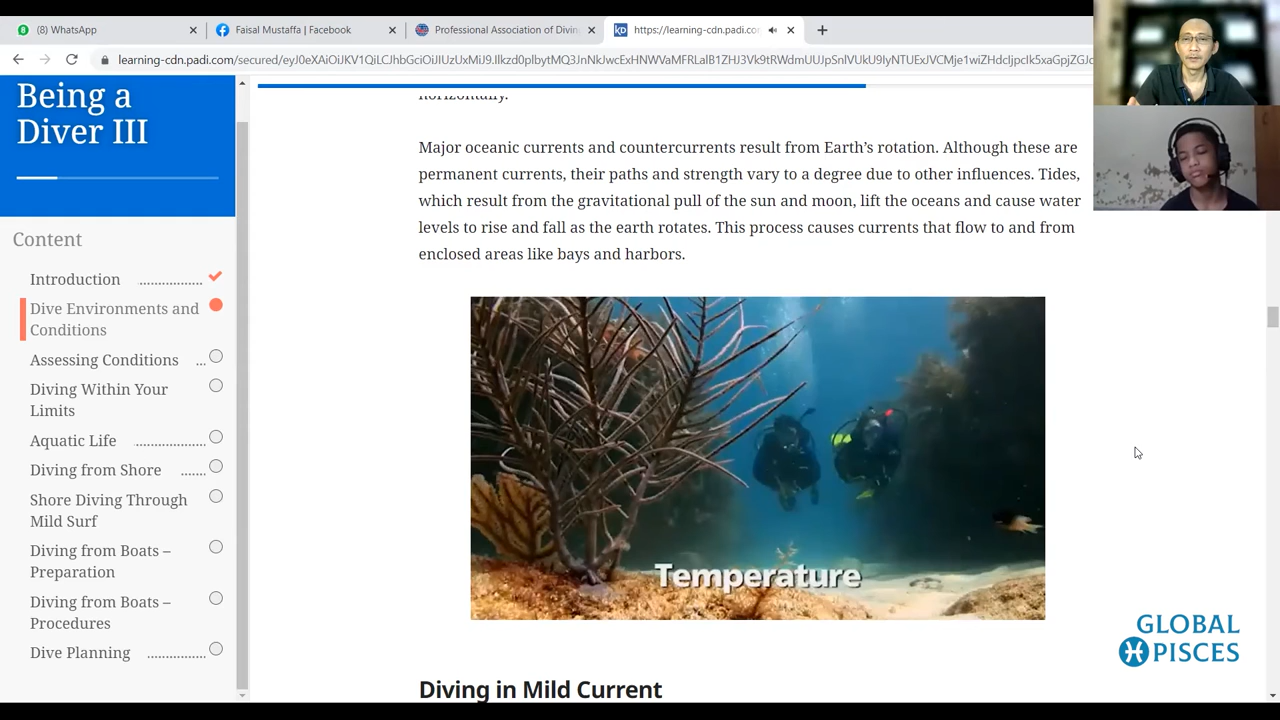 (8) WhatsApp
Faisal Mustaffa | Facebook
Professional Association of Divin
https://learning-cdn.padi.co
Being a
Diver III
Content
Introduction
Dive Environments and
Conditions
Assessing Conditions
Diving Within Your
Limits
Aquatic Life
Diving from Shore
Shore Diving Through
Mild Surf
Diving from Boats –
Preparation
Diving from Boats –
Procedures
Dive Planning
horizontally.
Major oceanic currents and countercurrents result from Earth’s rotation. Although these are
permanent currents, their paths and strength vary to a degree due to other influences. Tides,
which result from the gravitational pull of the sun and moon, lift the oceans and cause water
levels to rise and fall as the earth rotates. This process causes currents that flow to and from
enclosed areas like bays and harbors.
Temperature
Diving in Mild Current
GLOBAL
PISCES